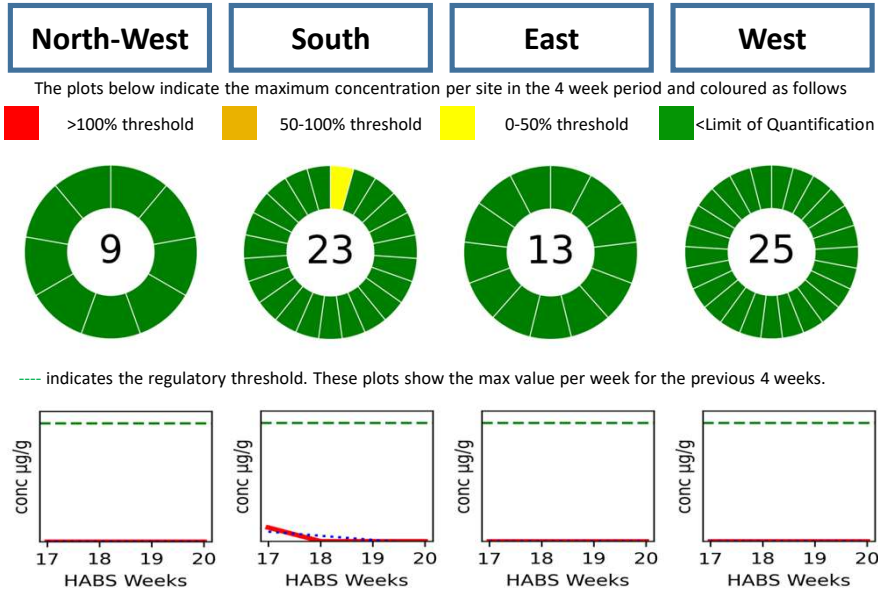 North-West South East West
The plots below indicate the maximum concentration per site in the 4 week period and coloured as follows
>100% threshold 50-100% threshold 0-50% threshold <Limit of Quantification
9 23 13 25
---- indicates the regulatory threshold. These plots show the max value per week for the previous 4 weeks.
conc µg/g conc µg/g conc µg/g conc µg/g
17 18 19 20 17 18 19 20 17 18 19 20 17 18 19 20
HABS Weeks HABS Weeks HABS Weeks HABS Weeks